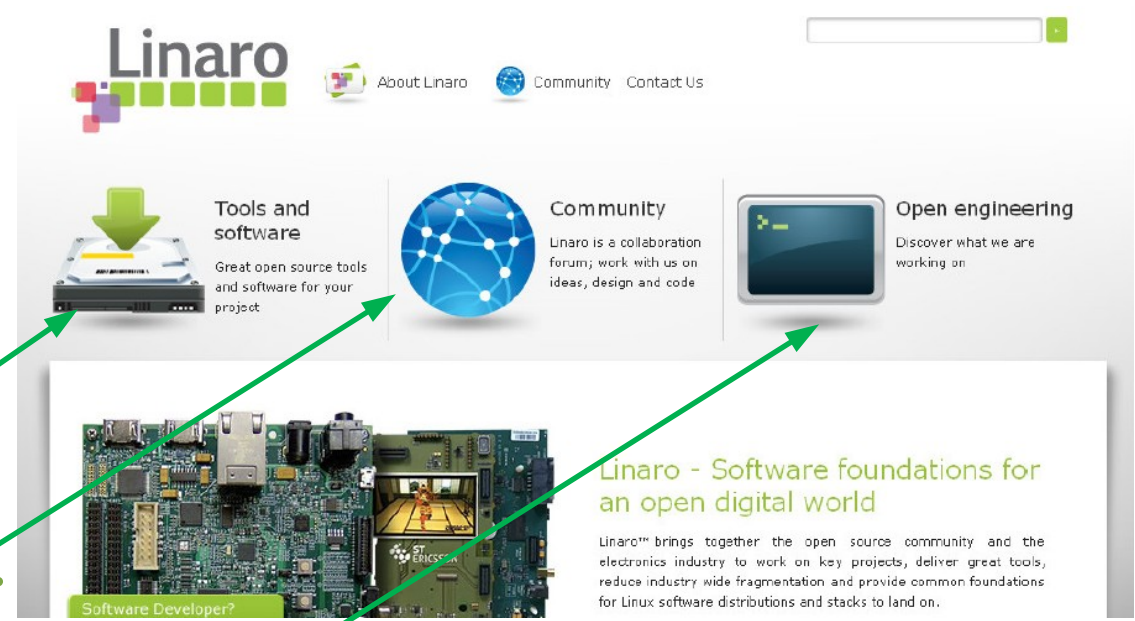 Linaro
About Linaro
Community
Contact Us
Tools and
software
Great open source tools
and software for your
project
Community
Linaro is a collaboration
forum; work with us on
ideas, design and code
Open engineering
Discover what we are
working on
ST
ERICSSON
Software Developer?
Linaro - Software foundations for
an open digital world
Linaro™ brings together the open source community and the
electronics industry to work on key projects, deliver great tools,
reduce industry wide fragmentation and provide common foundations
for Linux software distributions and stacks to land on.